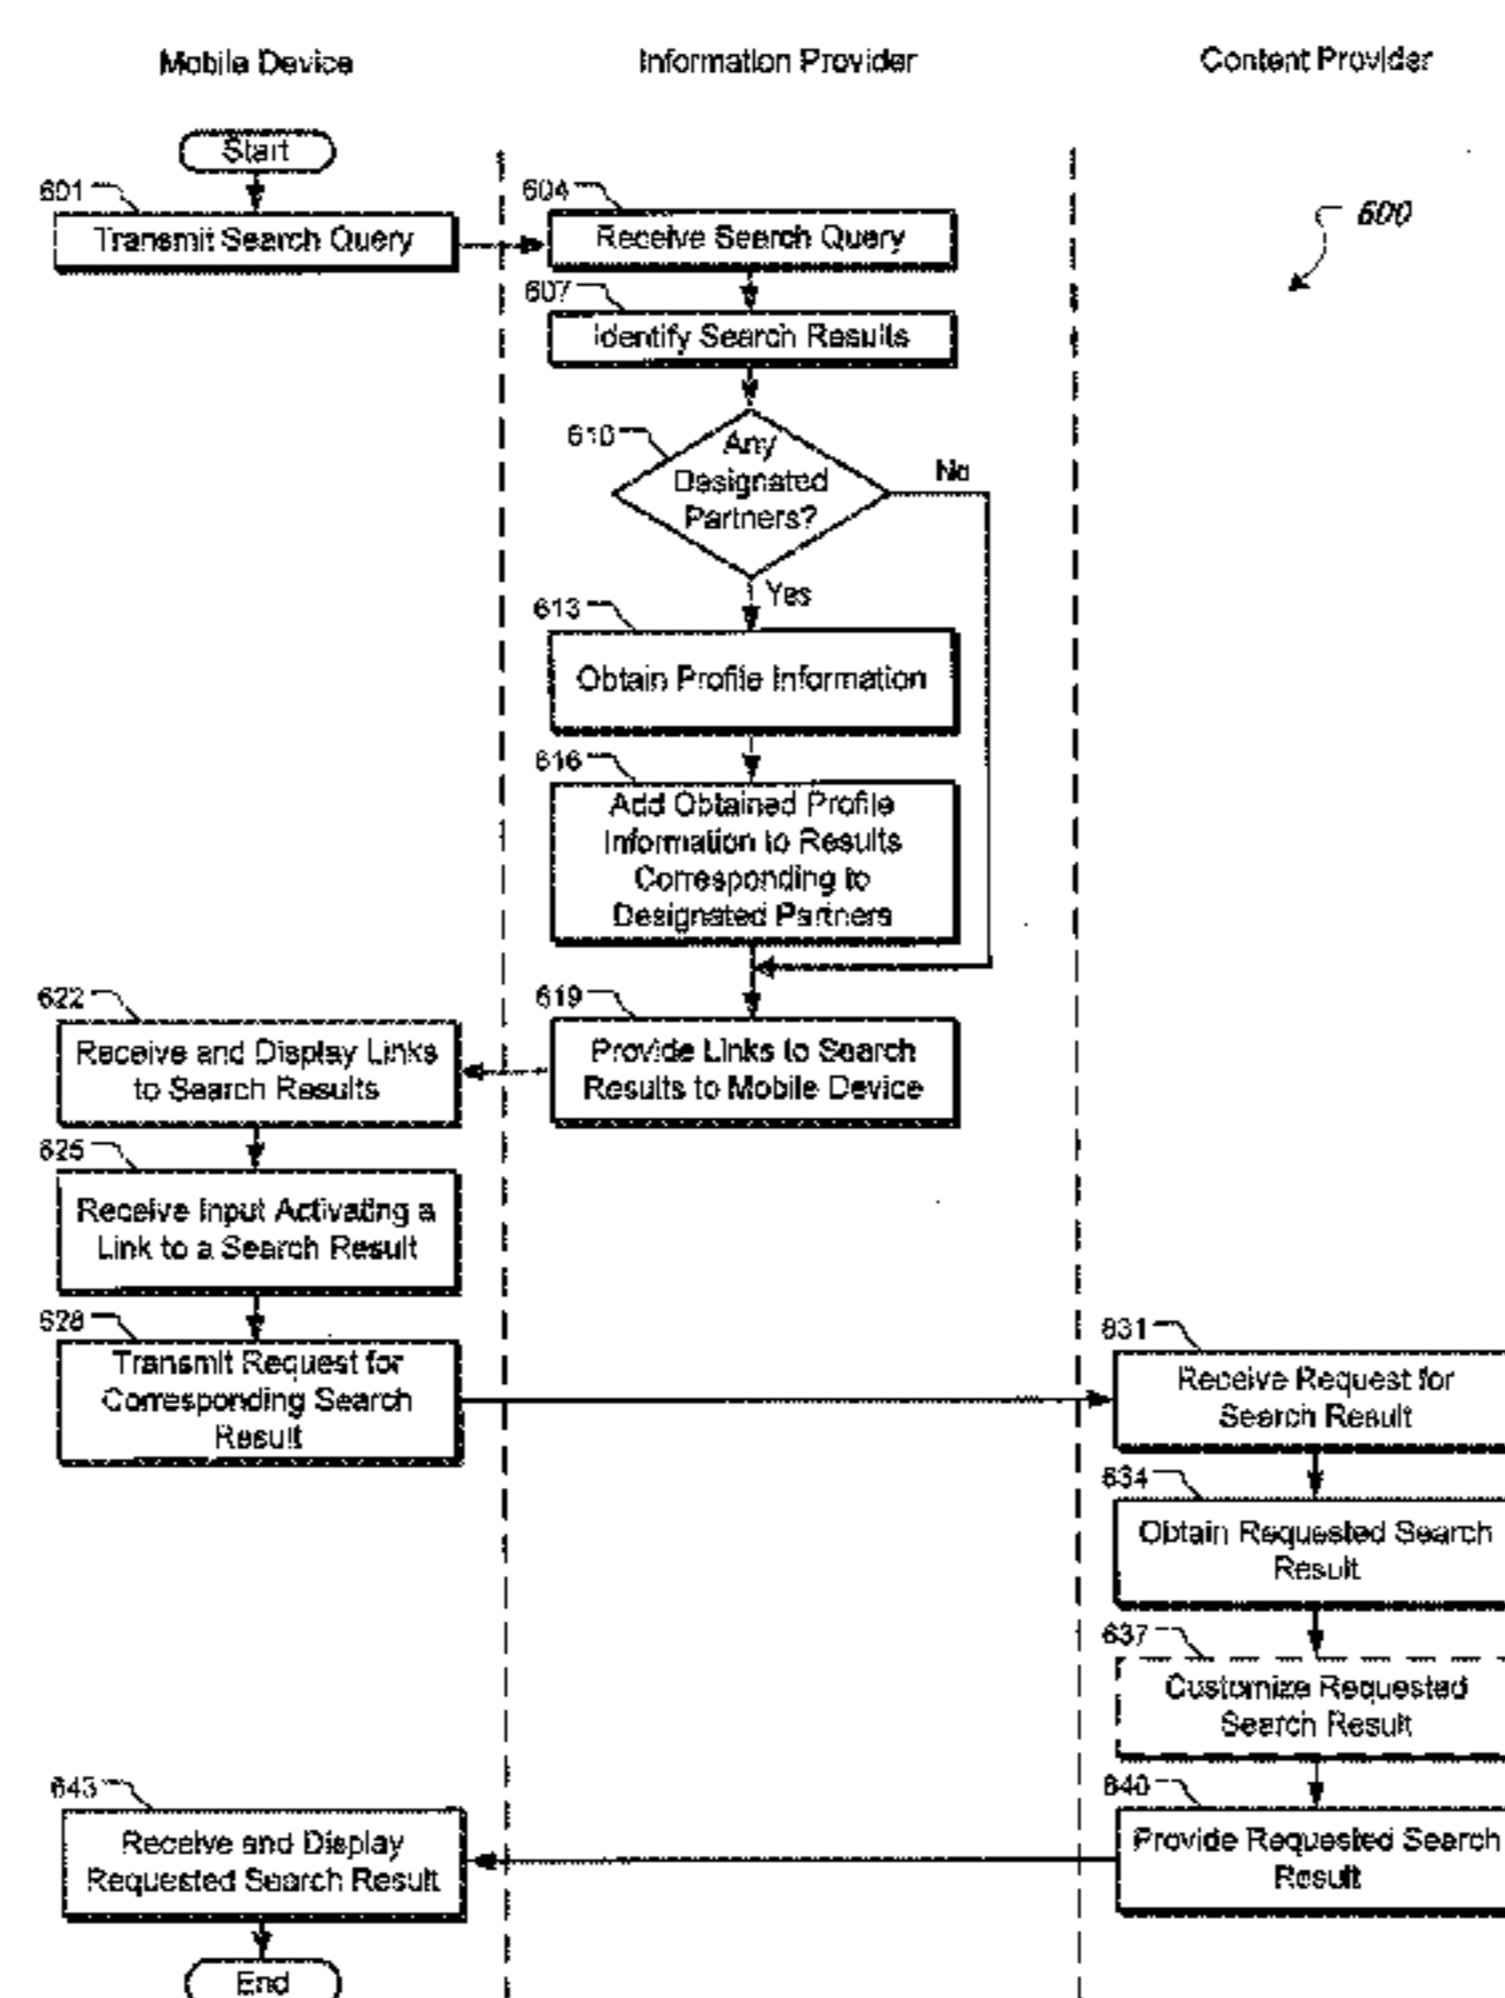 Mobile Device
Information Provider
Content Provider
Start
601
Transmit Search Query
604
Receive Search Query
600
607
Identify Search Results
610
Any
Designated
Partners?
No
Yes
613
Obtain Profile Information
616
Add Obtained Profile
Information to Results
Corresponding to
Designated Partners
619
Provide Links to Search
Results to Mobile Device
622
Receive and Display Links
to Search Results
625
Receive Input Activating a
Link to a Search Result
628
Transmit Request for
Corresponding Search
Result
631
Receive Request for
Search Result
634
Obtain Requested Search
Result
637
Customize Requested
Search Result
640
Provide Requested Search
Result
643
Receive and Display
Requested Search Result
End